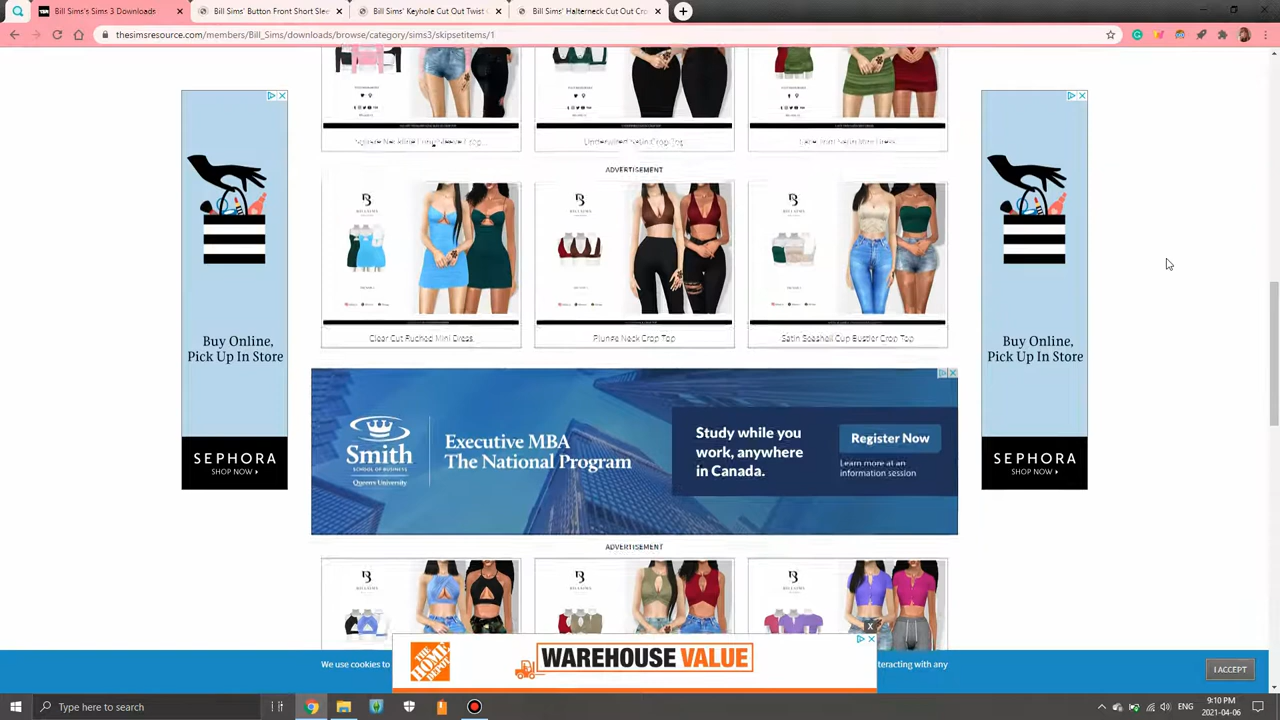 Bill Sims's Sims 3 Downloads
Bill Sims' Button Front Short Slee
Bill Sims' Keyhole Cut Out Twist C
Bill Sims' Halterneck Cut Out Cro
thesimsresource.com/members/Bill_Sims/downloads/browse/category/sims3/skipsetitems/1
ADVERTISEMENT
Clear Cut Ruched Mini Dress
Plunge Neck Crop Top
Satin Seashell Cup Bustier Crop Top
Buy Online,
Pick Up In Store
SEPHORA
SHOP NOW
Buy Online,
Pick Up In Store
SEPHORA
SHOP NOW
Smith
SCHOOL OF BUSINESS
Queen's University
Executive MBA
The National Program
Study while you
work, anywhere
in Canada.
Register Now
Learn more at an
information session
ADVERTISEMENT
THE HOME DEPOT
WAREHOUSE VALUE
X
We use cookies to
teracting with any
I ACCEPT
Type here to search
ENG
9:10 PM
2021-04-06